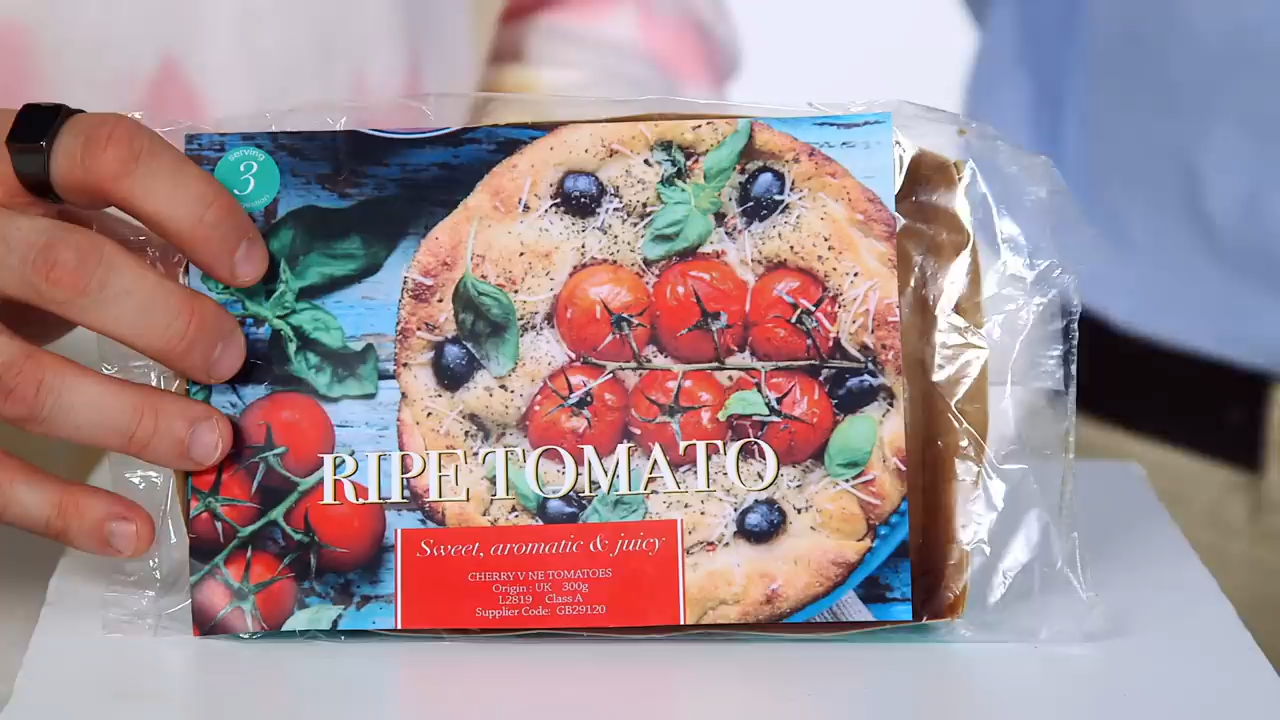 serving
3
RIPE TOMATO
Sweet, aromatic & juicy
CHERRY V NE TOMATOES
Origin : UK 300g
L2819 Class A
Supplier Code: GB29120